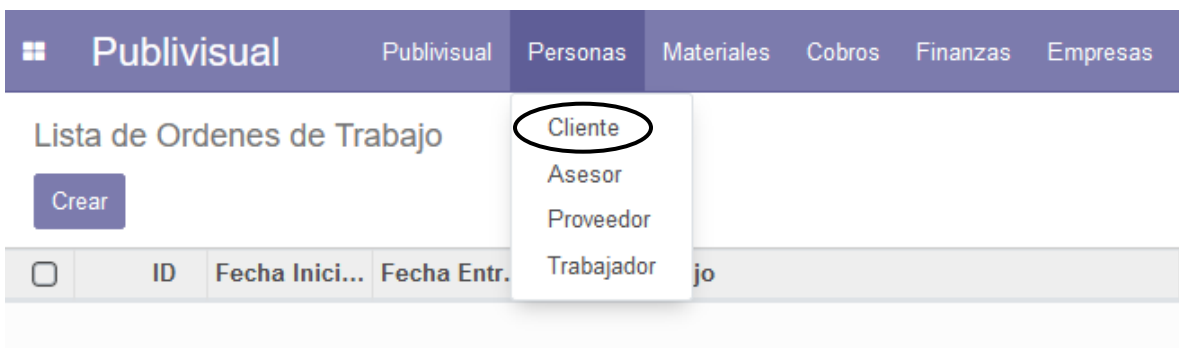 Publivisual Publivisual Personas Materiales Cobros Finanzas Empresas
Lista de Ordenes de Trabajo
Cliente
Asesor
Crear
Proveedor
Trabajador
ID Fecha Inici... Fecha Entr. jo